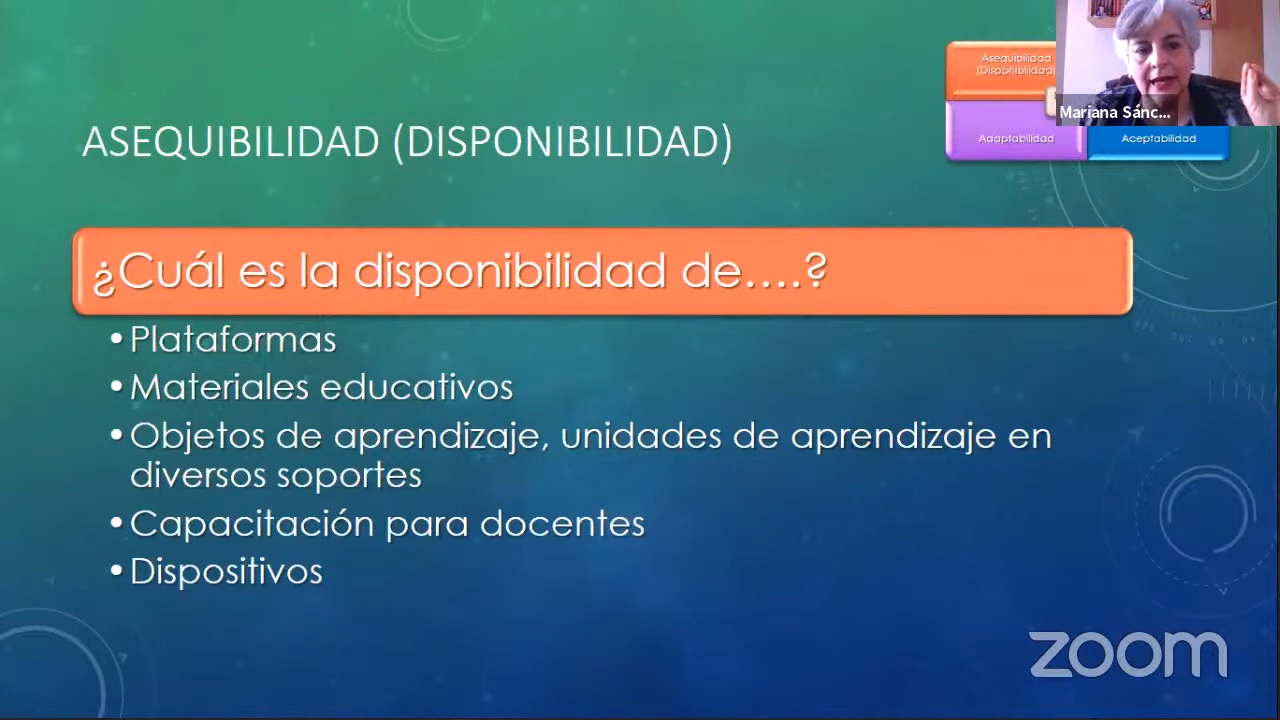 Asequibilidad
(Disponibilidad)
Mariana Sánc...
Adaptabilidad
Aceptabilidad
ASEQUIBILIDAD (DISPONIBILIDAD)
¿Cuál es la disponibilidad de....?
• Plataformas
• Materiales educativos
• Objetos de aprendizaje, unidades de aprendizaje en
diversos soportes
• Capacitación para docentes
• Dispositivos
zoom